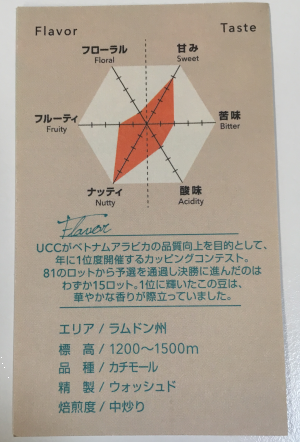 Flavor Taste
フローラル 甘み
Floral Sweet
フルーティ 苦味
Fruity Bitter
ナッティ 酸味
Nutty Acidity
Flavor
UCCがベトナムアラビカの品質向上を目的として、
年に1位度開催するカッピングコンテスト。
81のロットから予選を通過し決勝に進んだのは
わずか15ロット。1位に輝いたこの豆は、
華やかな香りが際立っていました。
エリア/ラムドン州
標高/1200〜1500m
品種/カチモール
精製/ウォッシュド
焙煎度/中炒り